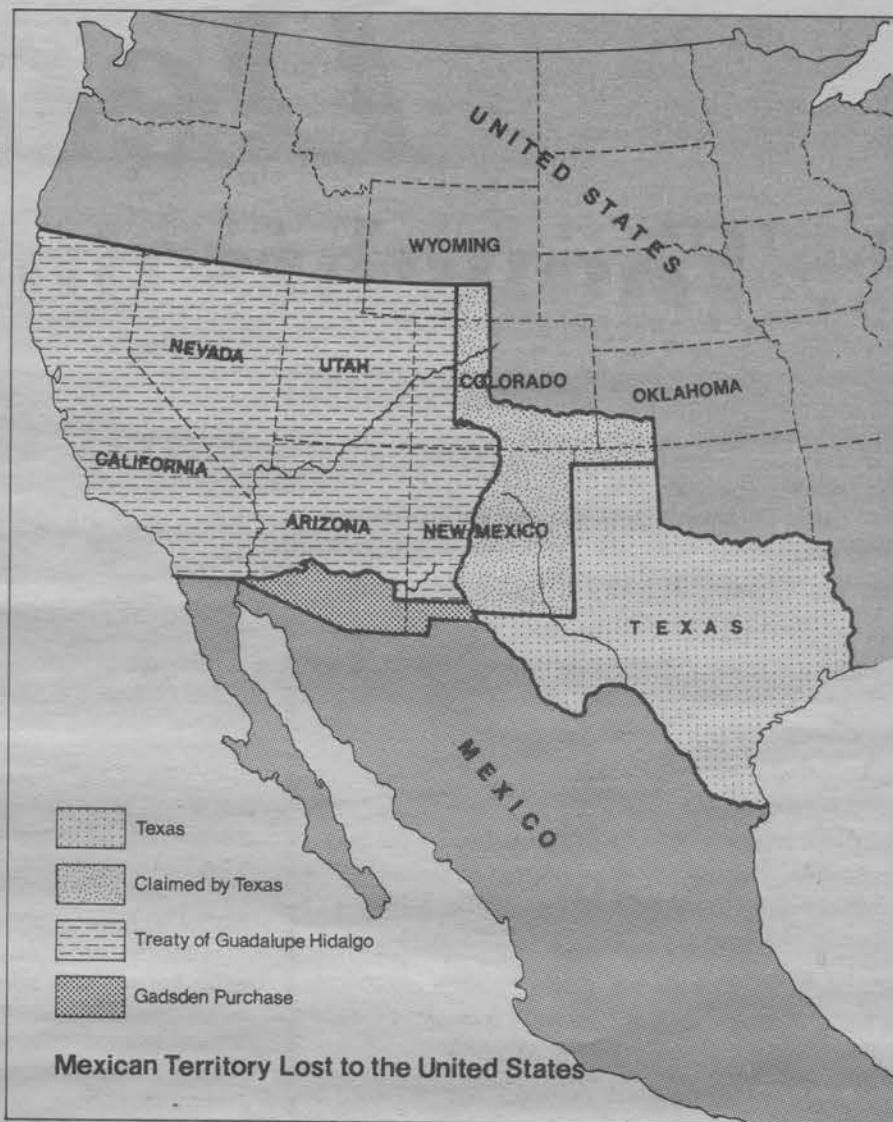 UNITED STATES
WYOMING
NEVADA
UTAH
COLORADO
OKLAHOMA
CALIFORNIA
ARIZONA
NEW MEXICO
TEXAS
MEXICO
Texas
Claimed by Texas
Treaty of Guadalupe Hidalgo
Gadsden Purchase
Mexican Territory Lost to the United States